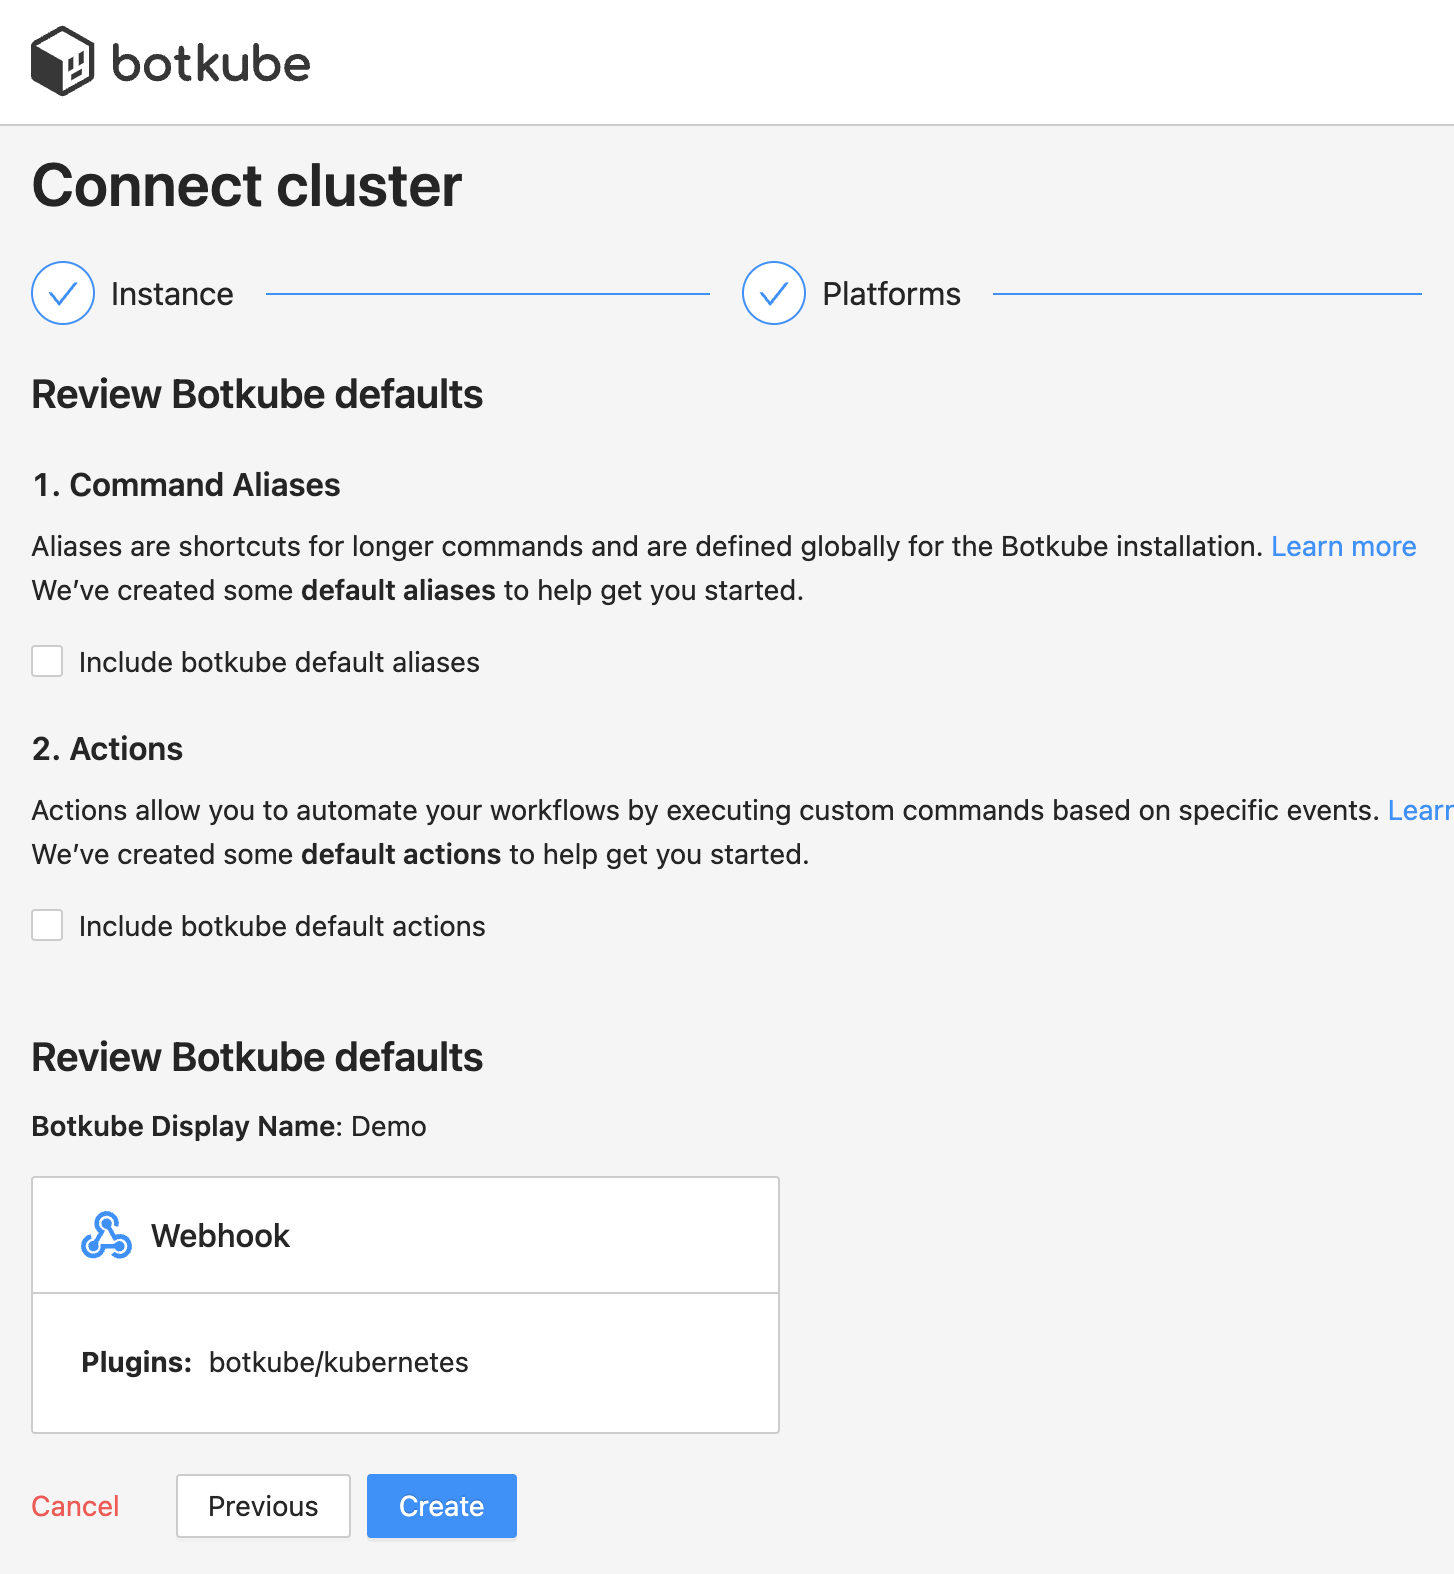 botkube
Connect cluster
Instance
Platforms
Review Botkube defaults
1. Command Aliases
Aliases are shortcuts for longer commands and are defined globally for the Botkube installation. Learn more
We’ve created some default aliases to help get you started.
Include botkube default aliases
2. Actions
Actions allow you to automate your workflows by executing custom commands based on specific events. Learn
We’ve created some default actions to help get you started.
Include botkube default actions
Review Botkube defaults
Botkube Display Name: Demo
Webhook
Plugins: botkube/kubernetes
Cancel
Previous
Create